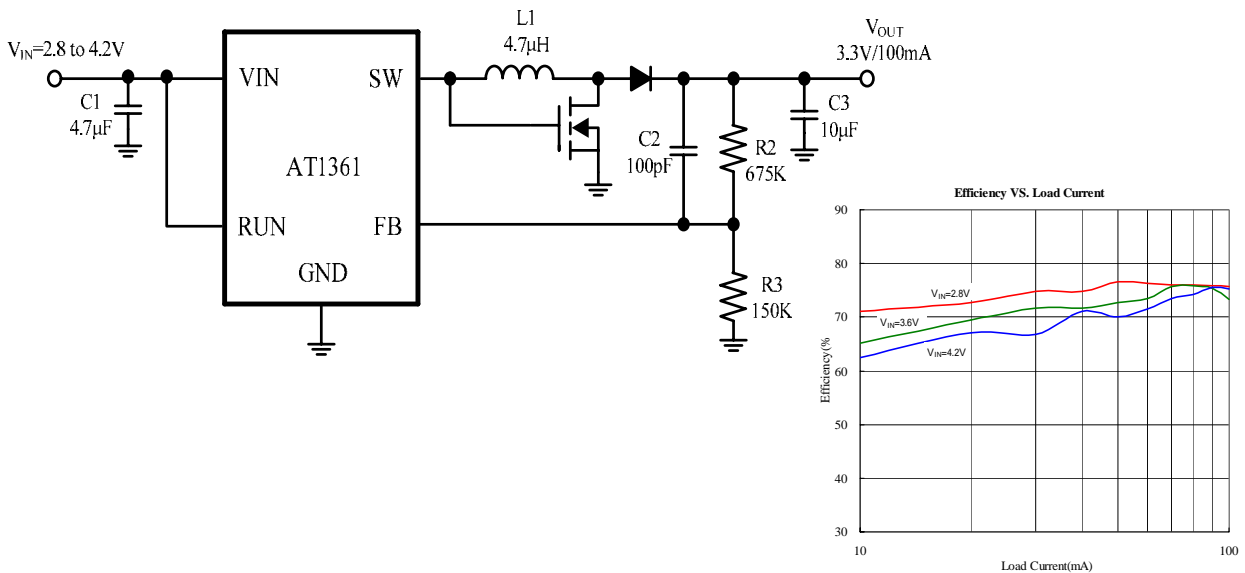 L1
4.7µH
VOUT
3.3V/100mA
VIN=2.8 to 4.2V
VIN
SW
C1
4.7µF
C3
10µF
C2
100pF
R2
675K
AT1361
RUN
FB
GND
R3
150K
Efficiency VS. Load Current
90
80
70
60
50
40
30
Efficiency(%
VIN=2.8V
VIN=3.6V
VIN=4.2V
10
100
Load Current(mA)